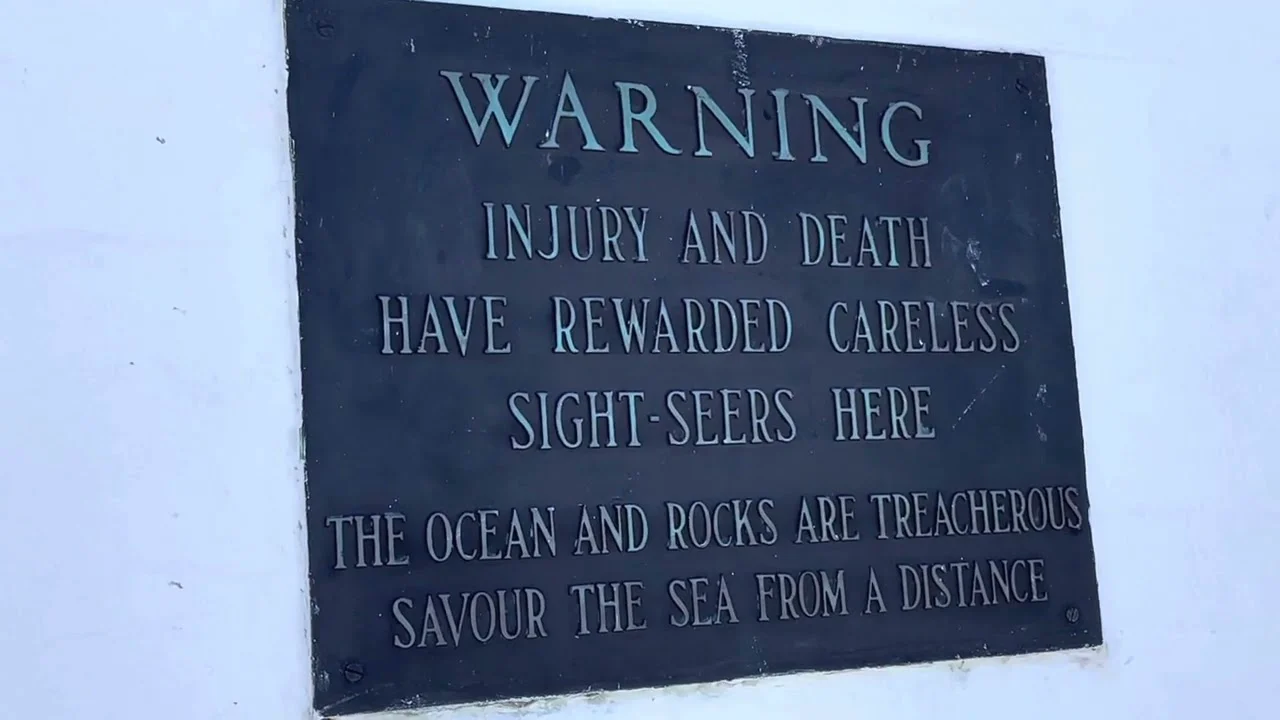 WARNING
INJURY AND DEATH
HAVE REWARDED CARELESS
SIGHT-SEERS HERE
THE OCEAN AND ROCKS ARE TREACHEROUS
SAVOUR THE SEA FROM A DISTANCE